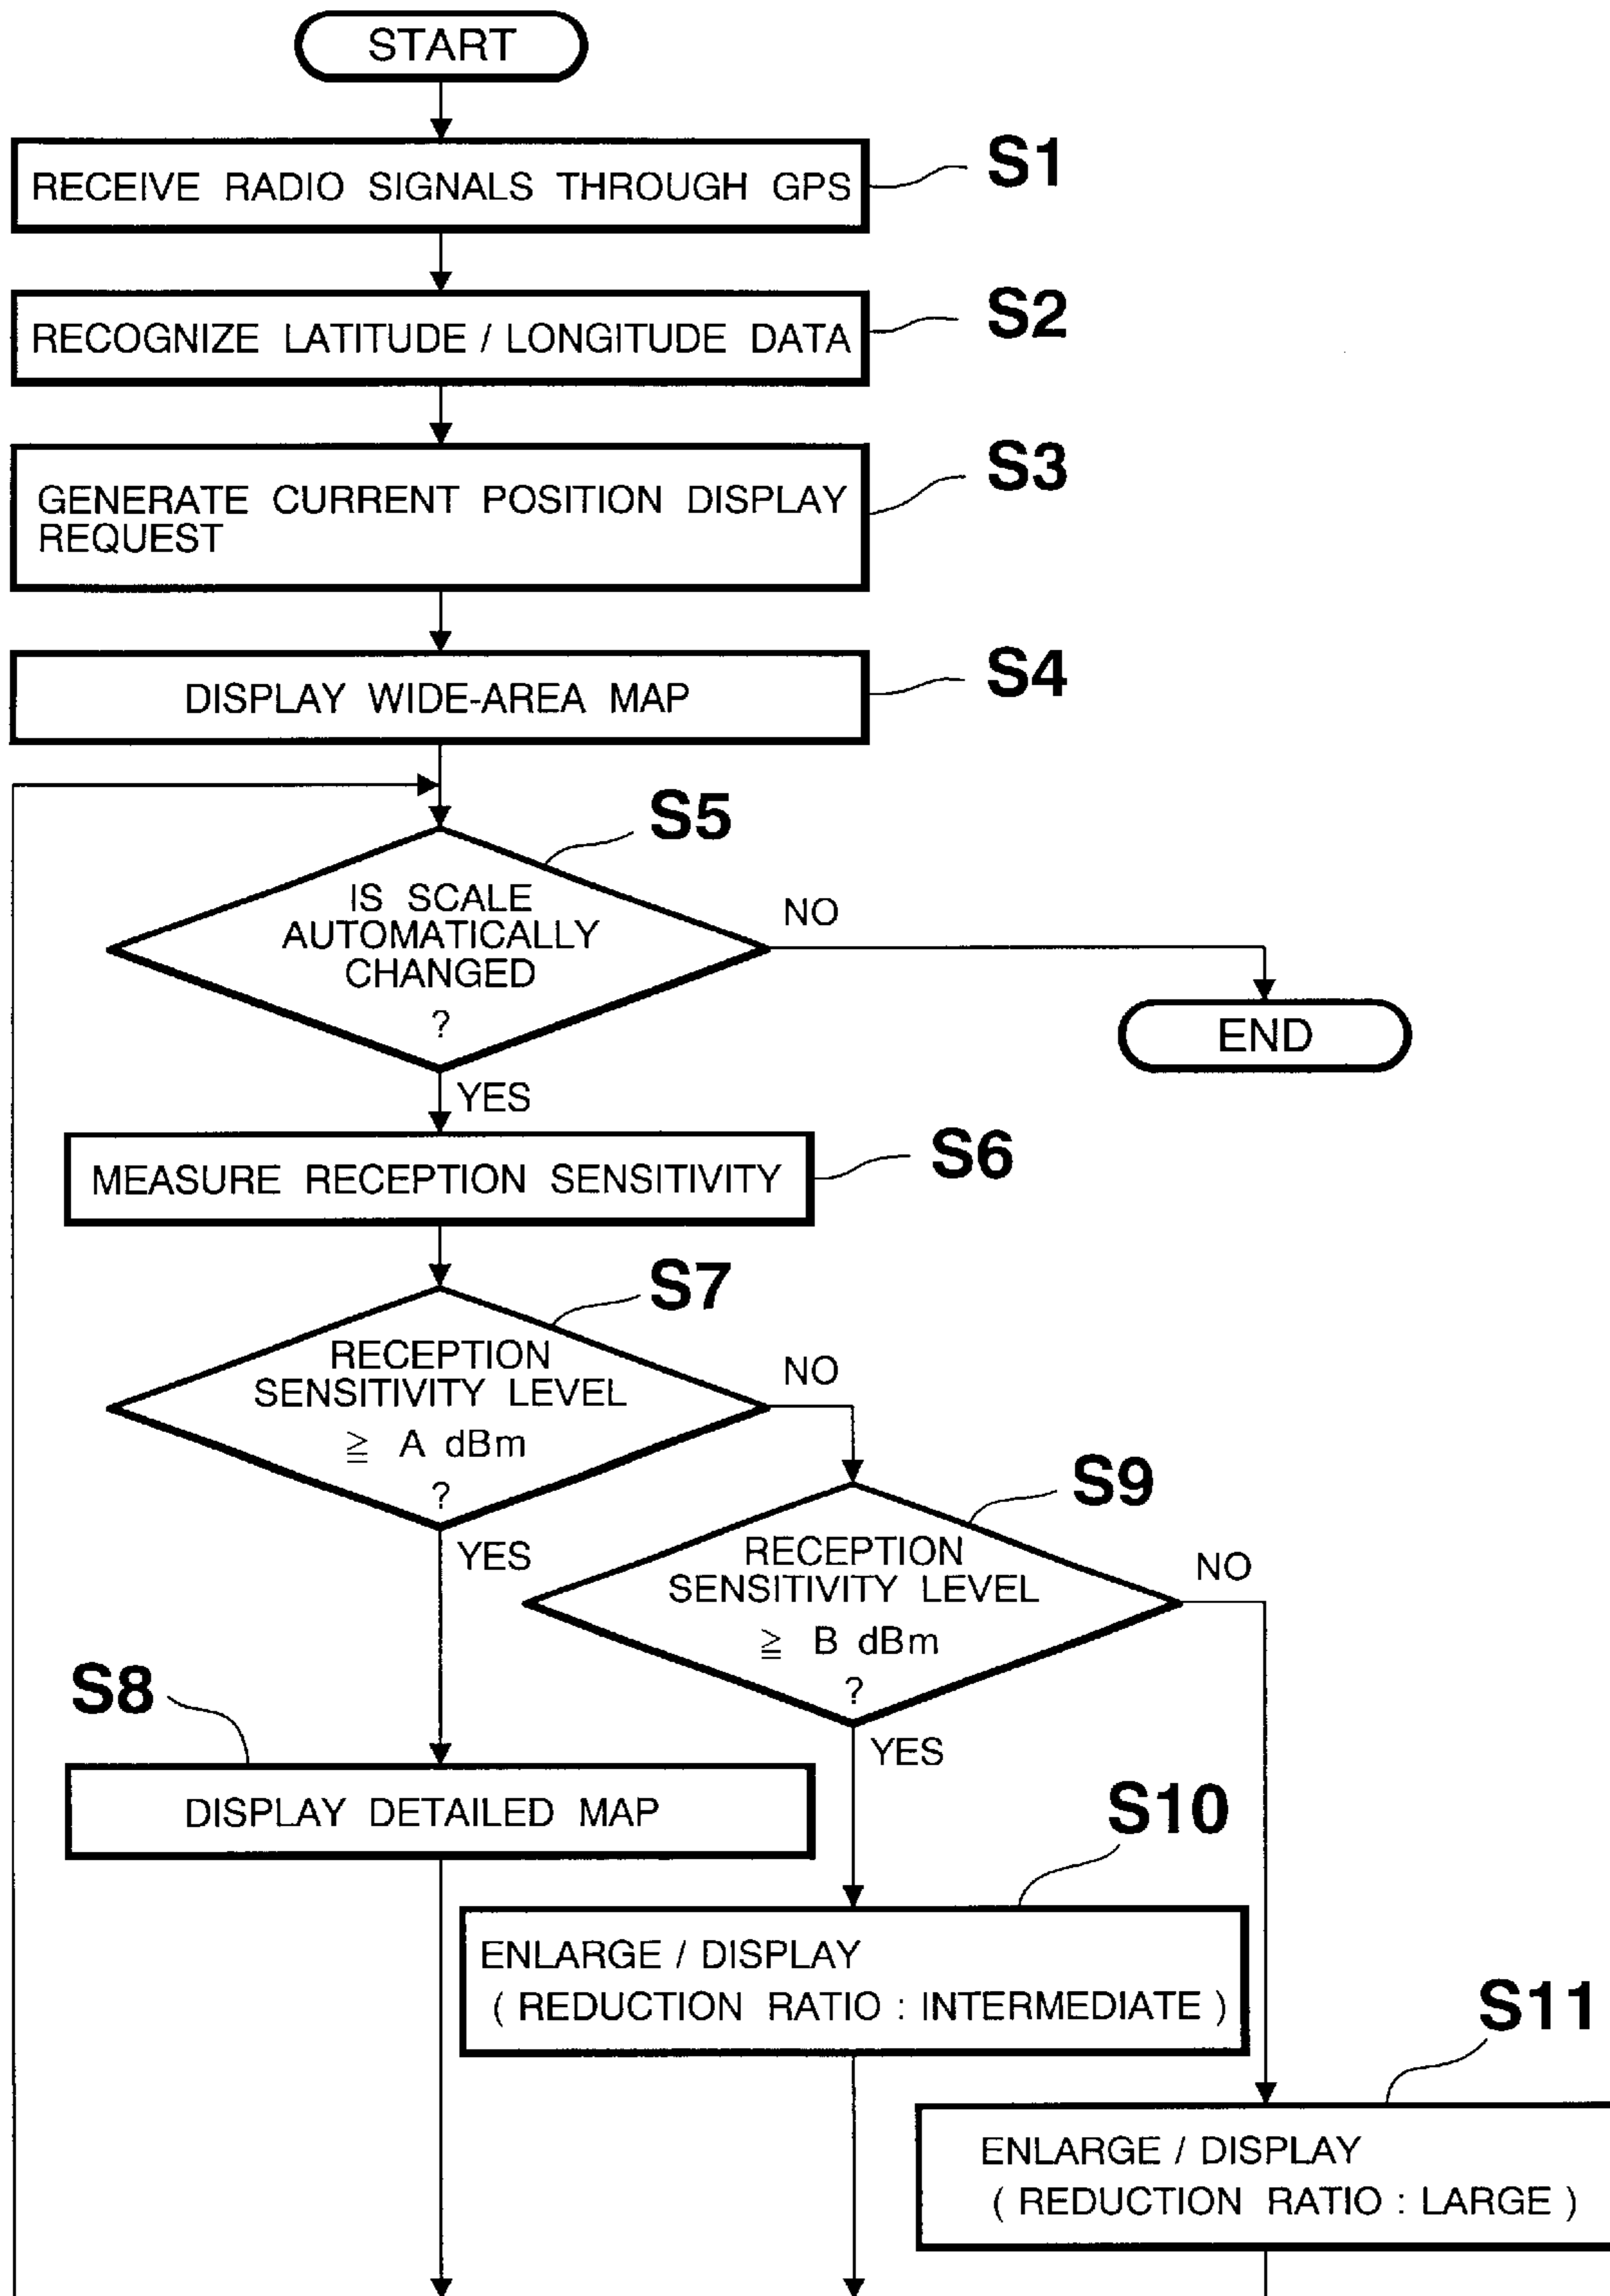 START
RECEIVE RADIO SIGNALS THROUGH GPS
S1
RECOGNIZE LATITUDE / LONGITUDE DATA
S2
GENERATE CURRENT POSITION DISPLAY
REQUEST
S3
DISPLAY WIDE-AREA MAP
S4
S5
IS SCALE
AUTOMATICALLY
CHANGED
?
NO
END
YES
MEASURE RECEPTION SENSITIVITY
S6
S7
RECEPTION
SENSITIVITY LEVEL
≧ A dBm
?
NO
YES
S9
RECEPTION
SENSITIVITY LEVEL
≧ B dBm
?
NO
YES
S8
DISPLAY DETAILED MAP
S10
ENLARGE / DISPLAY
( REDUCTION RATIO : INTERMEDIATE )
S11
ENLARGE / DISPLAY
( REDUCTION RATIO : LARGE )